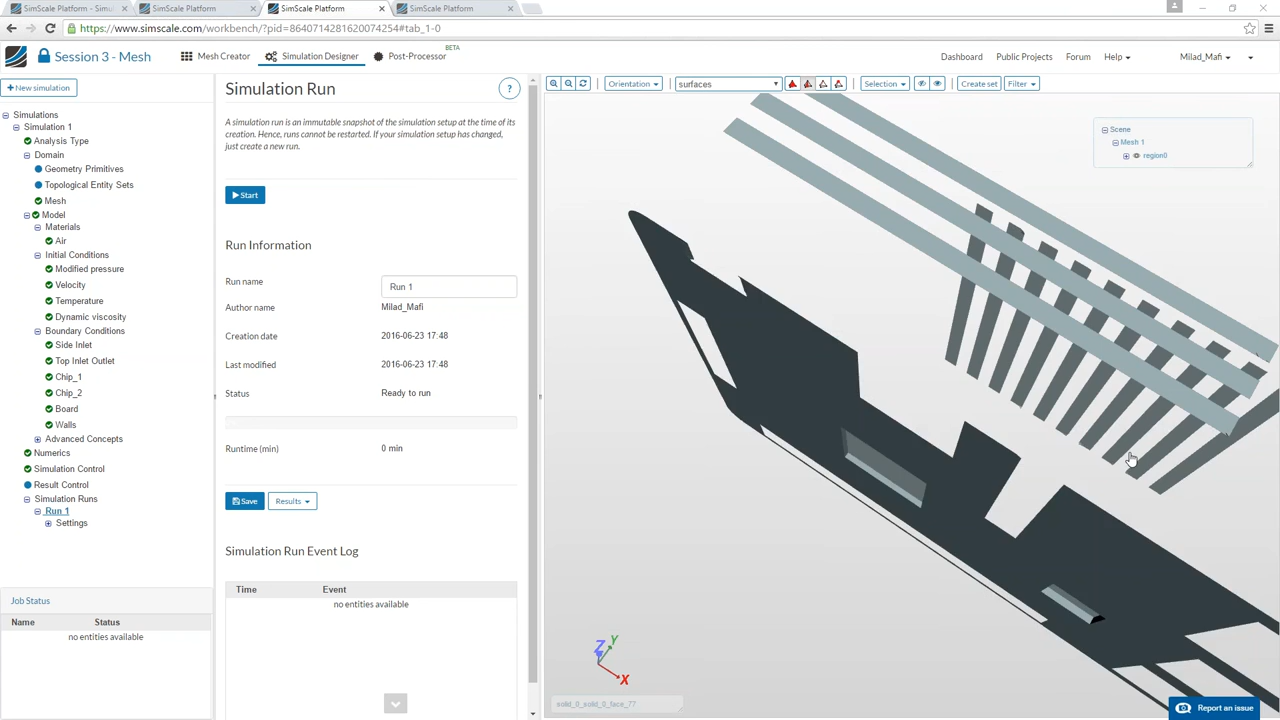 SimScale Platform - Simu
SimScale Platform
SimScale Run
SimScale Platform
https://www.simscale.com/workbench/?pid=8640714281620074254#tab_1-0
Session 3 - Mesh
Mesh Creator
Simulation Designer
Post-Processor
BETA
Dashboard
Public Projects
Forum
Help
Milad_Mafi
New simulation
Simulations
Simulation 1
Analysis Type
Domain
Geometry Primitives
Topological Entity Sets
Mesh
Model
Materials
Air
Initial Conditions
Modified pressure
Velocity
Temperature
Dynamic viscosity
Boundary Conditions
Side Inlet
Top Inlet Outlet
Chip_1
Chip_2
Board
Walls
Advanced Concepts
Numerics
Simulation Control
Result Control
Simulation Runs
Run 1
Settings
Job Status
Name Status
no entities available
Simulation Run
?
A simulation run is an immutable snapshot of the simulation setup at the time of its
creation. Hence, runs cannot be restarted. If your simulation setup has changed,
just create a new run.
Start
Run Information
Run name Run 1
Author name Milad_Mafi
Creation date 2016-06-23 17:48
Last modified 2016-06-23 17:48
Status Ready to run
Runtime (min) 0 min
Save Results
Simulation Run Event Log
Time Event
no entities available
Orientation
surfaces
Selection
Create set
Filter
Scene
Mesh 1
region0
Z Y X
solid_0_solid_0_face_77
Report an issue